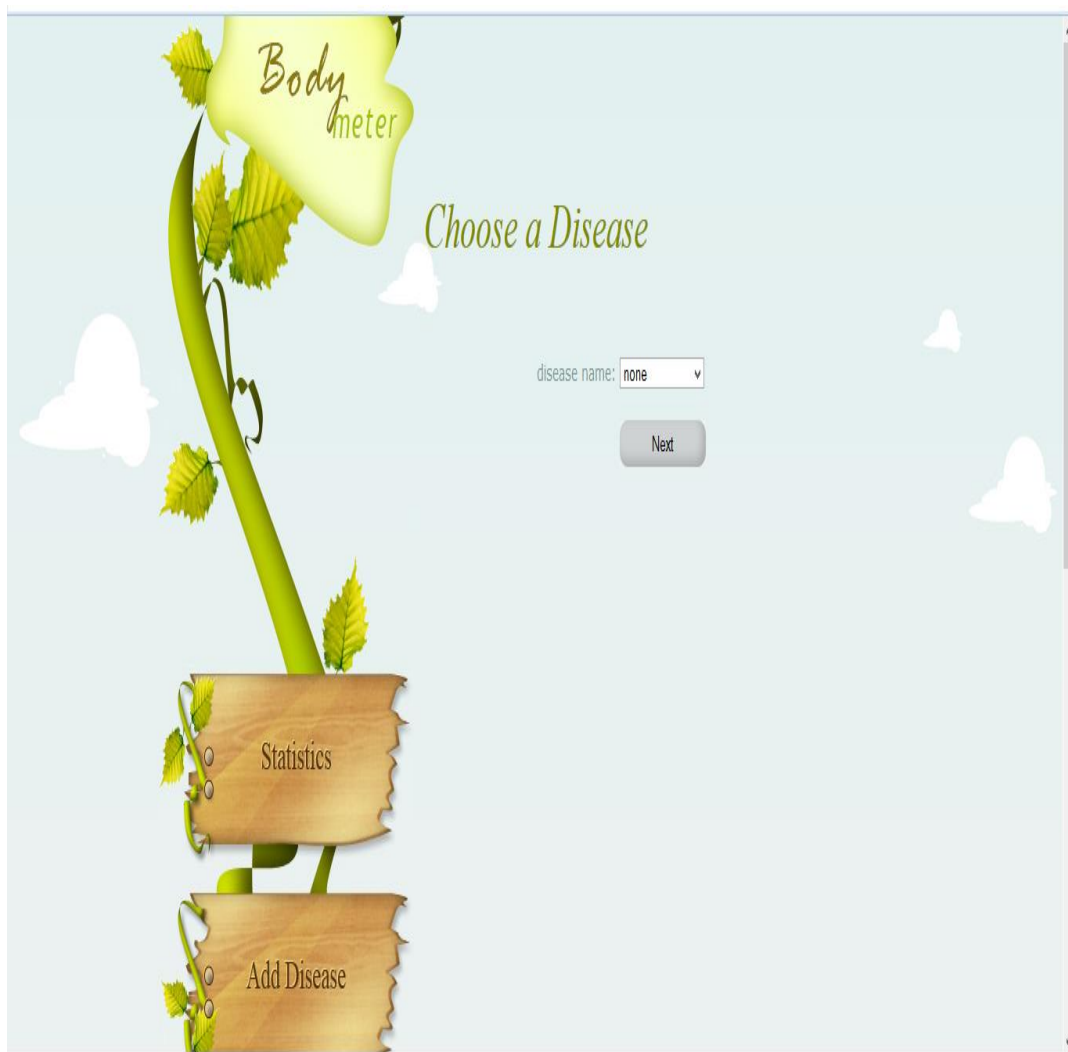 Body
meter
Choose a Disease
disease name: none
Next
Statistics
Add Disease